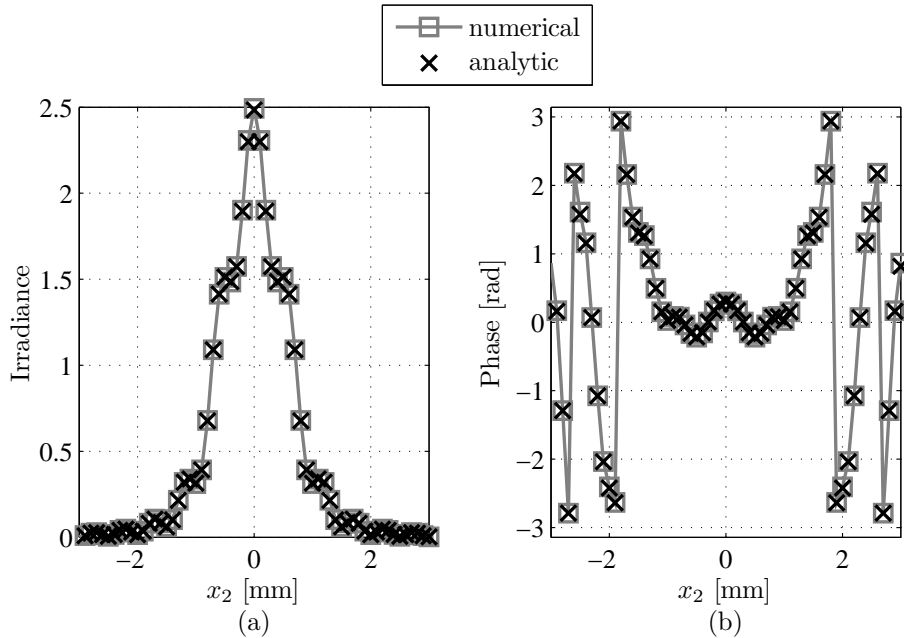 numerical
analytic
2.5
2
1.5
1
0.5
0
−2
0
2
Irradiance
x₂ [mm]
(a)
3
2
1
0
−1
−2
−3
−2
0
2
Phase [rad]
x₂ [mm]
(b)